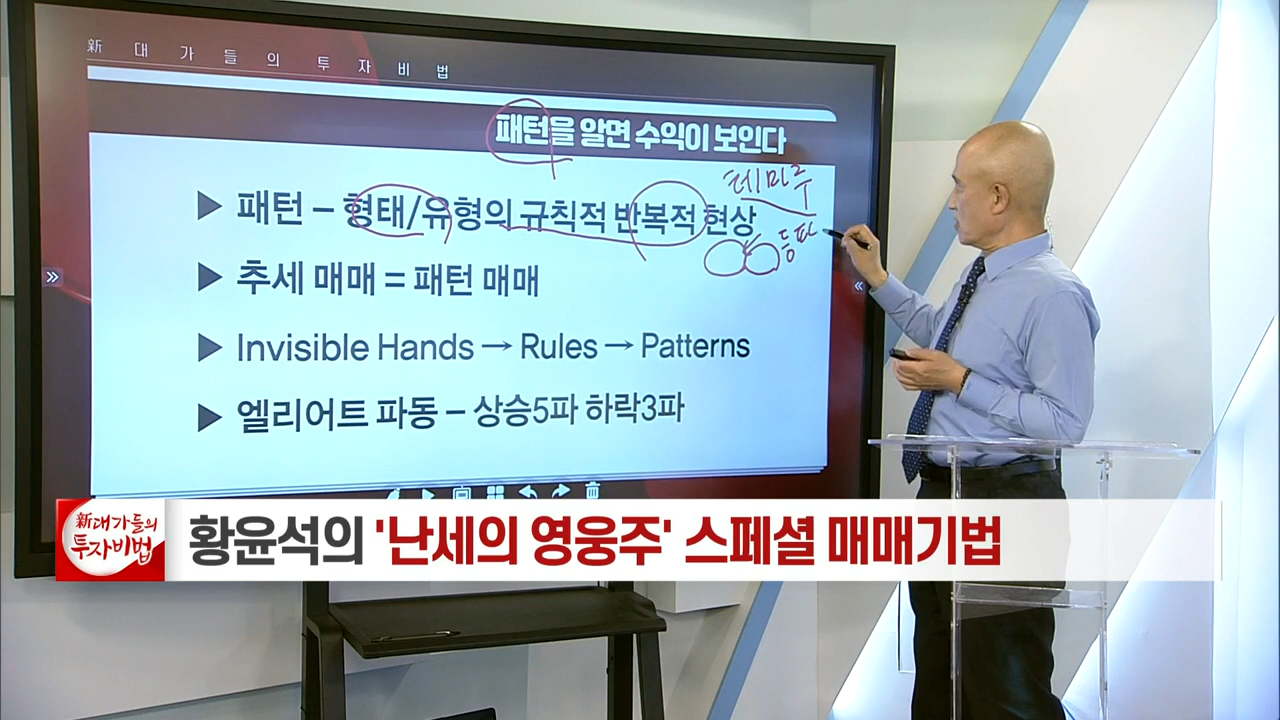 新 대 가 들 의 투 자 비 법
패턴을 알면 수익이 보인다
테마주
▶ 패턴 – 형태/유형의 규칙적 반복적 현상
등파
▶ 추세 매매 = 패턴 매매
▶ Invisible Hands → Rules → Patterns
▶ 엘리어트 파동 – 상승5파 하락3파
新대가들의
투자비법
황윤석의 '난세의 영웅주' 스페셜 매매기법